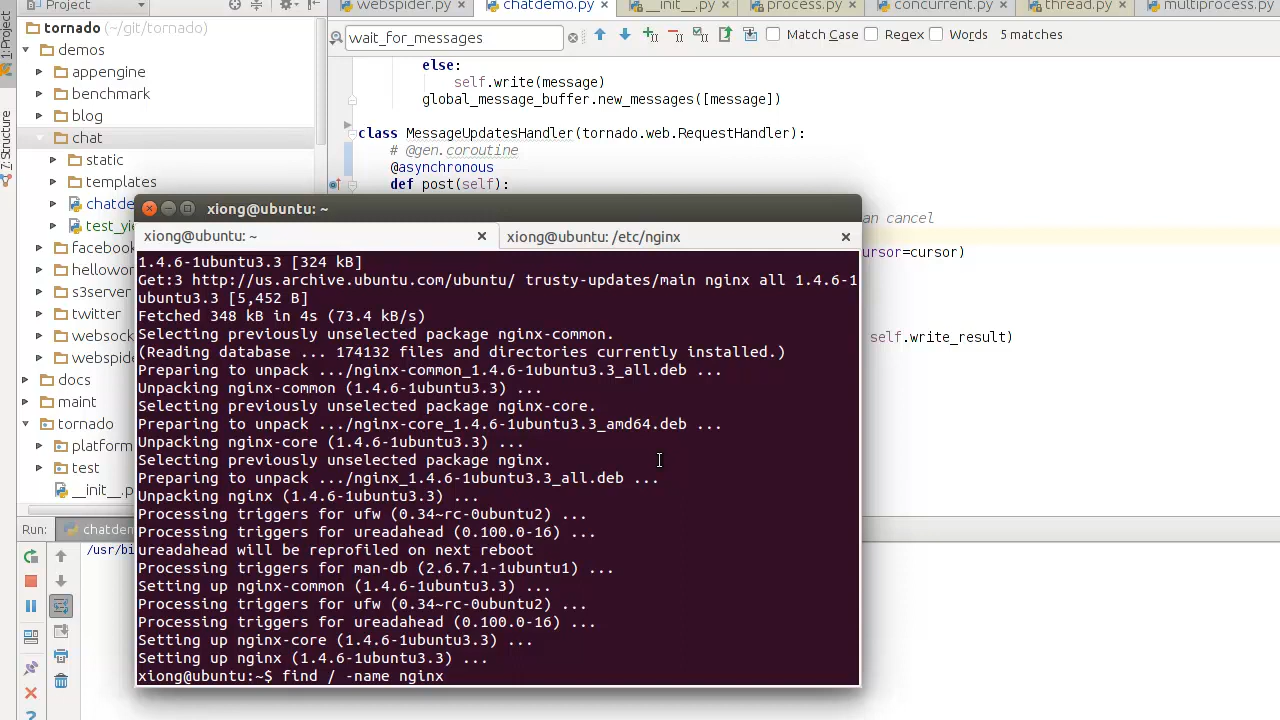 Project
webspider.py
chatdemo.py
__init__.py
process.py
concurrent.py
thread.py
multiprocess.py
tornado (~/git/tornado)
demos
appengine
benchmark
blog
chat
static
templates
chatde
test_yie
facebook
hellowor
s3server
twitter
websock
webspide
docs
maint
tornado
platform
test
__init__.p
1: Project
7: Structure
wait_for_messages
Match Case
Regex
Words
5 matches
else:
self.write(message)
global_message_buffer.new_messages([message])
class MessageUpdatesHandler(tornado.web.RequestHandler):
# @gen.coroutine
@asynchronous
def post(self):
an cancel
ursor=cursor)
self.write_result)
xiong@ubuntu: ~
xiong@ubuntu: ~
xiong@ubuntu: /etc/nginx
1.4.6-1ubuntu3.3 [324 kB]
Get:3 http://us.archive.ubuntu.com/ubuntu/ trusty-updates/main nginx all 1.4.6-1
ubuntu3.3 [5,452 B]
Fetched 348 kB in 4s (73.4 kB/s)
Selecting previously unselected package nginx-common.
(Reading database ... 174132 files and directories currently installed.)
Preparing to unpack .../nginx-common_1.4.6-1ubuntu3.3_all.deb ...
Unpacking nginx-common (1.4.6-1ubuntu3.3) ...
Selecting previously unselected package nginx-core.
Preparing to unpack .../nginx-core_1.4.6-1ubuntu3.3_amd64.deb ...
Unpacking nginx-core (1.4.6-1ubuntu3.3) ...
Selecting previously unselected package nginx.
Preparing to unpack .../nginx_1.4.6-1ubuntu3.3_all.deb ...
Unpacking nginx (1.4.6-1ubuntu3.3) ...
Processing triggers for ufw (0.34~rc-0ubuntu2) ...
Processing triggers for ureadahead (0.100.0-16) ...
ureadahead will be reprofiled on next reboot
Processing triggers for man-db (2.6.7.1-1ubuntu1) ...
Setting up nginx-common (1.4.6-1ubuntu3.3) ...
Processing triggers for ufw (0.34~rc-0ubuntu2) ...
Processing triggers for ureadahead (0.100.0-16) ...
Setting up nginx-core (1.4.6-1ubuntu3.3) ...
Setting up nginx (1.4.6-1ubuntu3.3) ...
xiong@ubuntu:~$ find / -name nginx
Run:
chatdem
/usr/bi